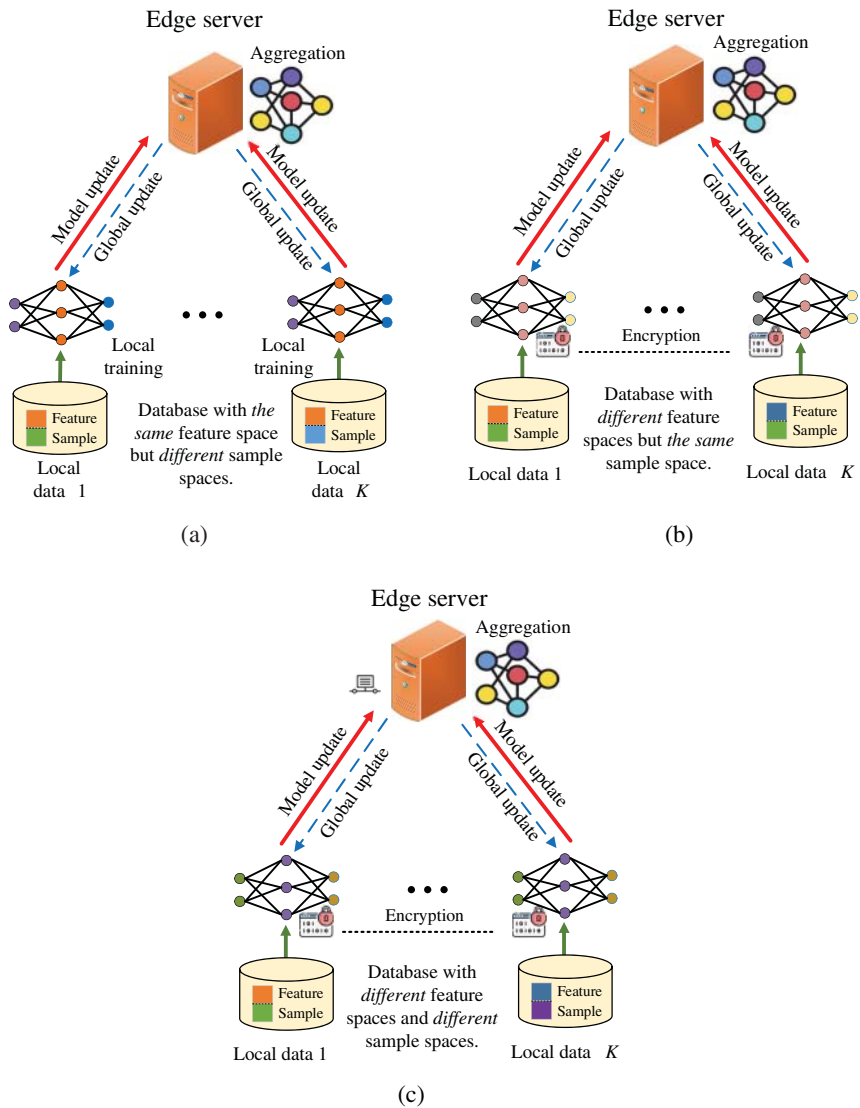 Edge server
Aggregation
Model update
Global update
Model update
Global update
Local
training
Local
training
Feature
Sample
Database with the
same feature space
but different sample
spaces.
Feature
Sample
Local
data 1
Local
data K
(a)
Edge server
Aggregation
Model update
Global update
Model update
Global update
Encryption
Feature
Sample
Database with
different feature
spaces but the same
sample space.
Feature
Sample
Local data 1
Local data K
(b)
Edge server
Aggregation
Model update
Global update
Model update
Global update
Encryption
Feature
Sample
Database with
different feature
spaces and different
sample spaces.
Feature
Sample
Local data 1
Local data K
(c)